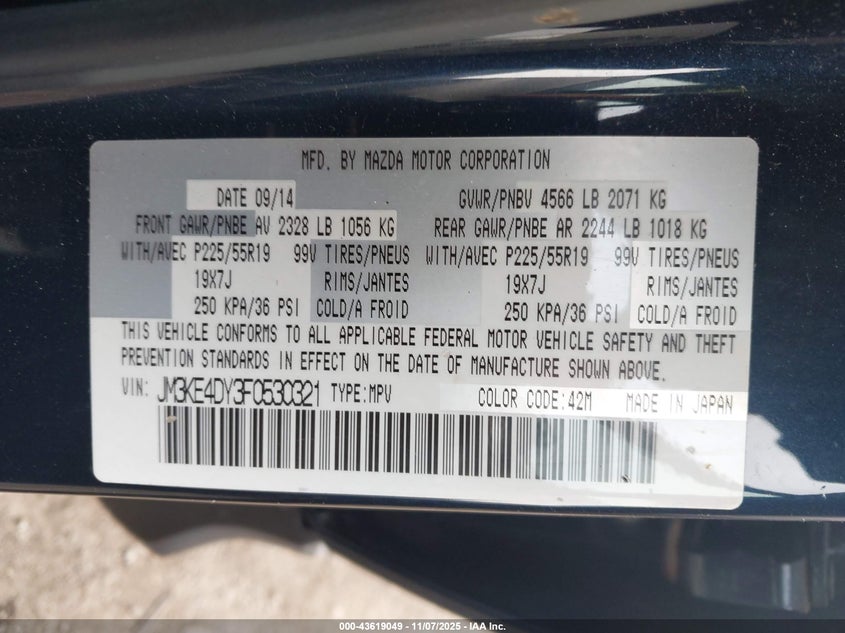 MFD. BY MAZDA MOTOR CORPORATION
DATE 09/14 GVWR/PNBV 4566 LB 2071 KG
FRONT GAWR/PNBE AV 2328 LB 1056 KG REAR GAWR/PNBE AR 2244 LB 1018 KG
WITH/AVEC P225/55R19 99V TIRES/PNEUS WITH/AVEC P225/55R19 99V TIRES/PNEUS
19X7J RIMS/JANTES 19X7J RIMS/JANTES
250 KPA/36 PSI COLD/A FROID 250 KPA/36 PSI COLD/A FROID
THIS VEHICLE CONFORMS TO ALL APPLICABLE FEDERAL MOTOR VEHICLE SAFETY AND THEFT
PREVENTION STANDARDS IN EFFECT ON THE DATE OF MANUFACTURE SHOWN ABOVE.
VIN: JM3KE4DY3F0530321 TYPE:MPV COLOR CODE:42M MADE IN JAPAN
000-43619049 - 11/07/2025 - IAA Inc.